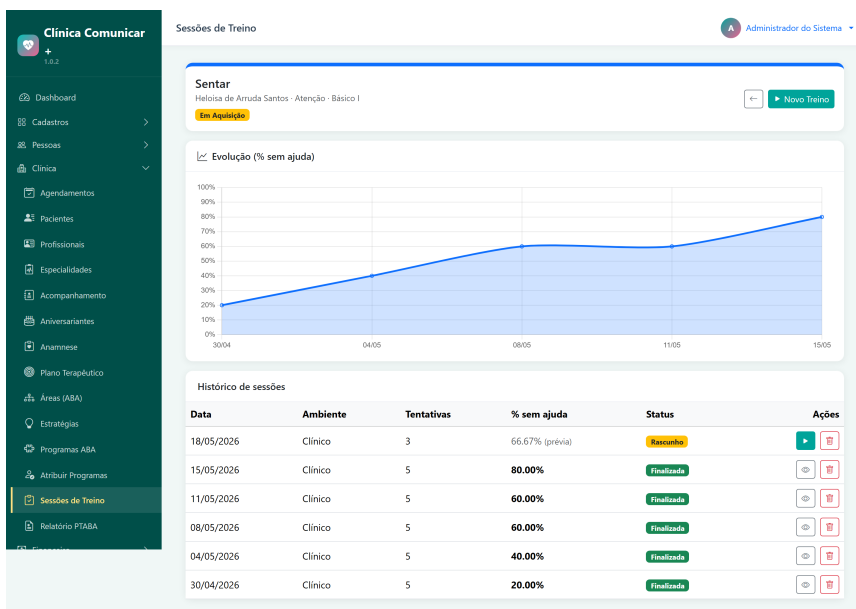 Clínica Comunicar
+
1.0.2
Dashboard
Cadastros
Pessoas
Clínica
Agendamentos
Pacientes
Profissionais
Especialidades
Acompanhamento
Aniversariantes
Anamnese
Plano Terapêutico
Áreas (ABA)
Estratégias
Programas ABA
Atribuir Programas
Sessões de Treino
Relatório PTABA
Sessões de Treino
A Administrador do Sistema
Sentar
Heloisa de Arruda Santos · Atenção · Básico I
Em Aquisição
← Novo Treino
Evolução (% sem ajuda)
100%
90%
80%
70%
60%
50%
40%
30%
20%
10%
0%
30/04 04/05 08/05 11/05 15/05
Histórico de sessões
Data Ambiente Tentativas % sem ajuda Status Ações
18/05/2026 Clínico 3 66.67% (prévia) Rascunho
15/05/2026 Clínico 5 80.00% Finalizada
11/05/2026 Clínico 5 60.00% Finalizada
08/05/2026 Clínico 5 60.00% Finalizada
04/05/2026 Clínico 5 40.00% Finalizada
30/04/2026 Clínico 5 20.00% Finalizada